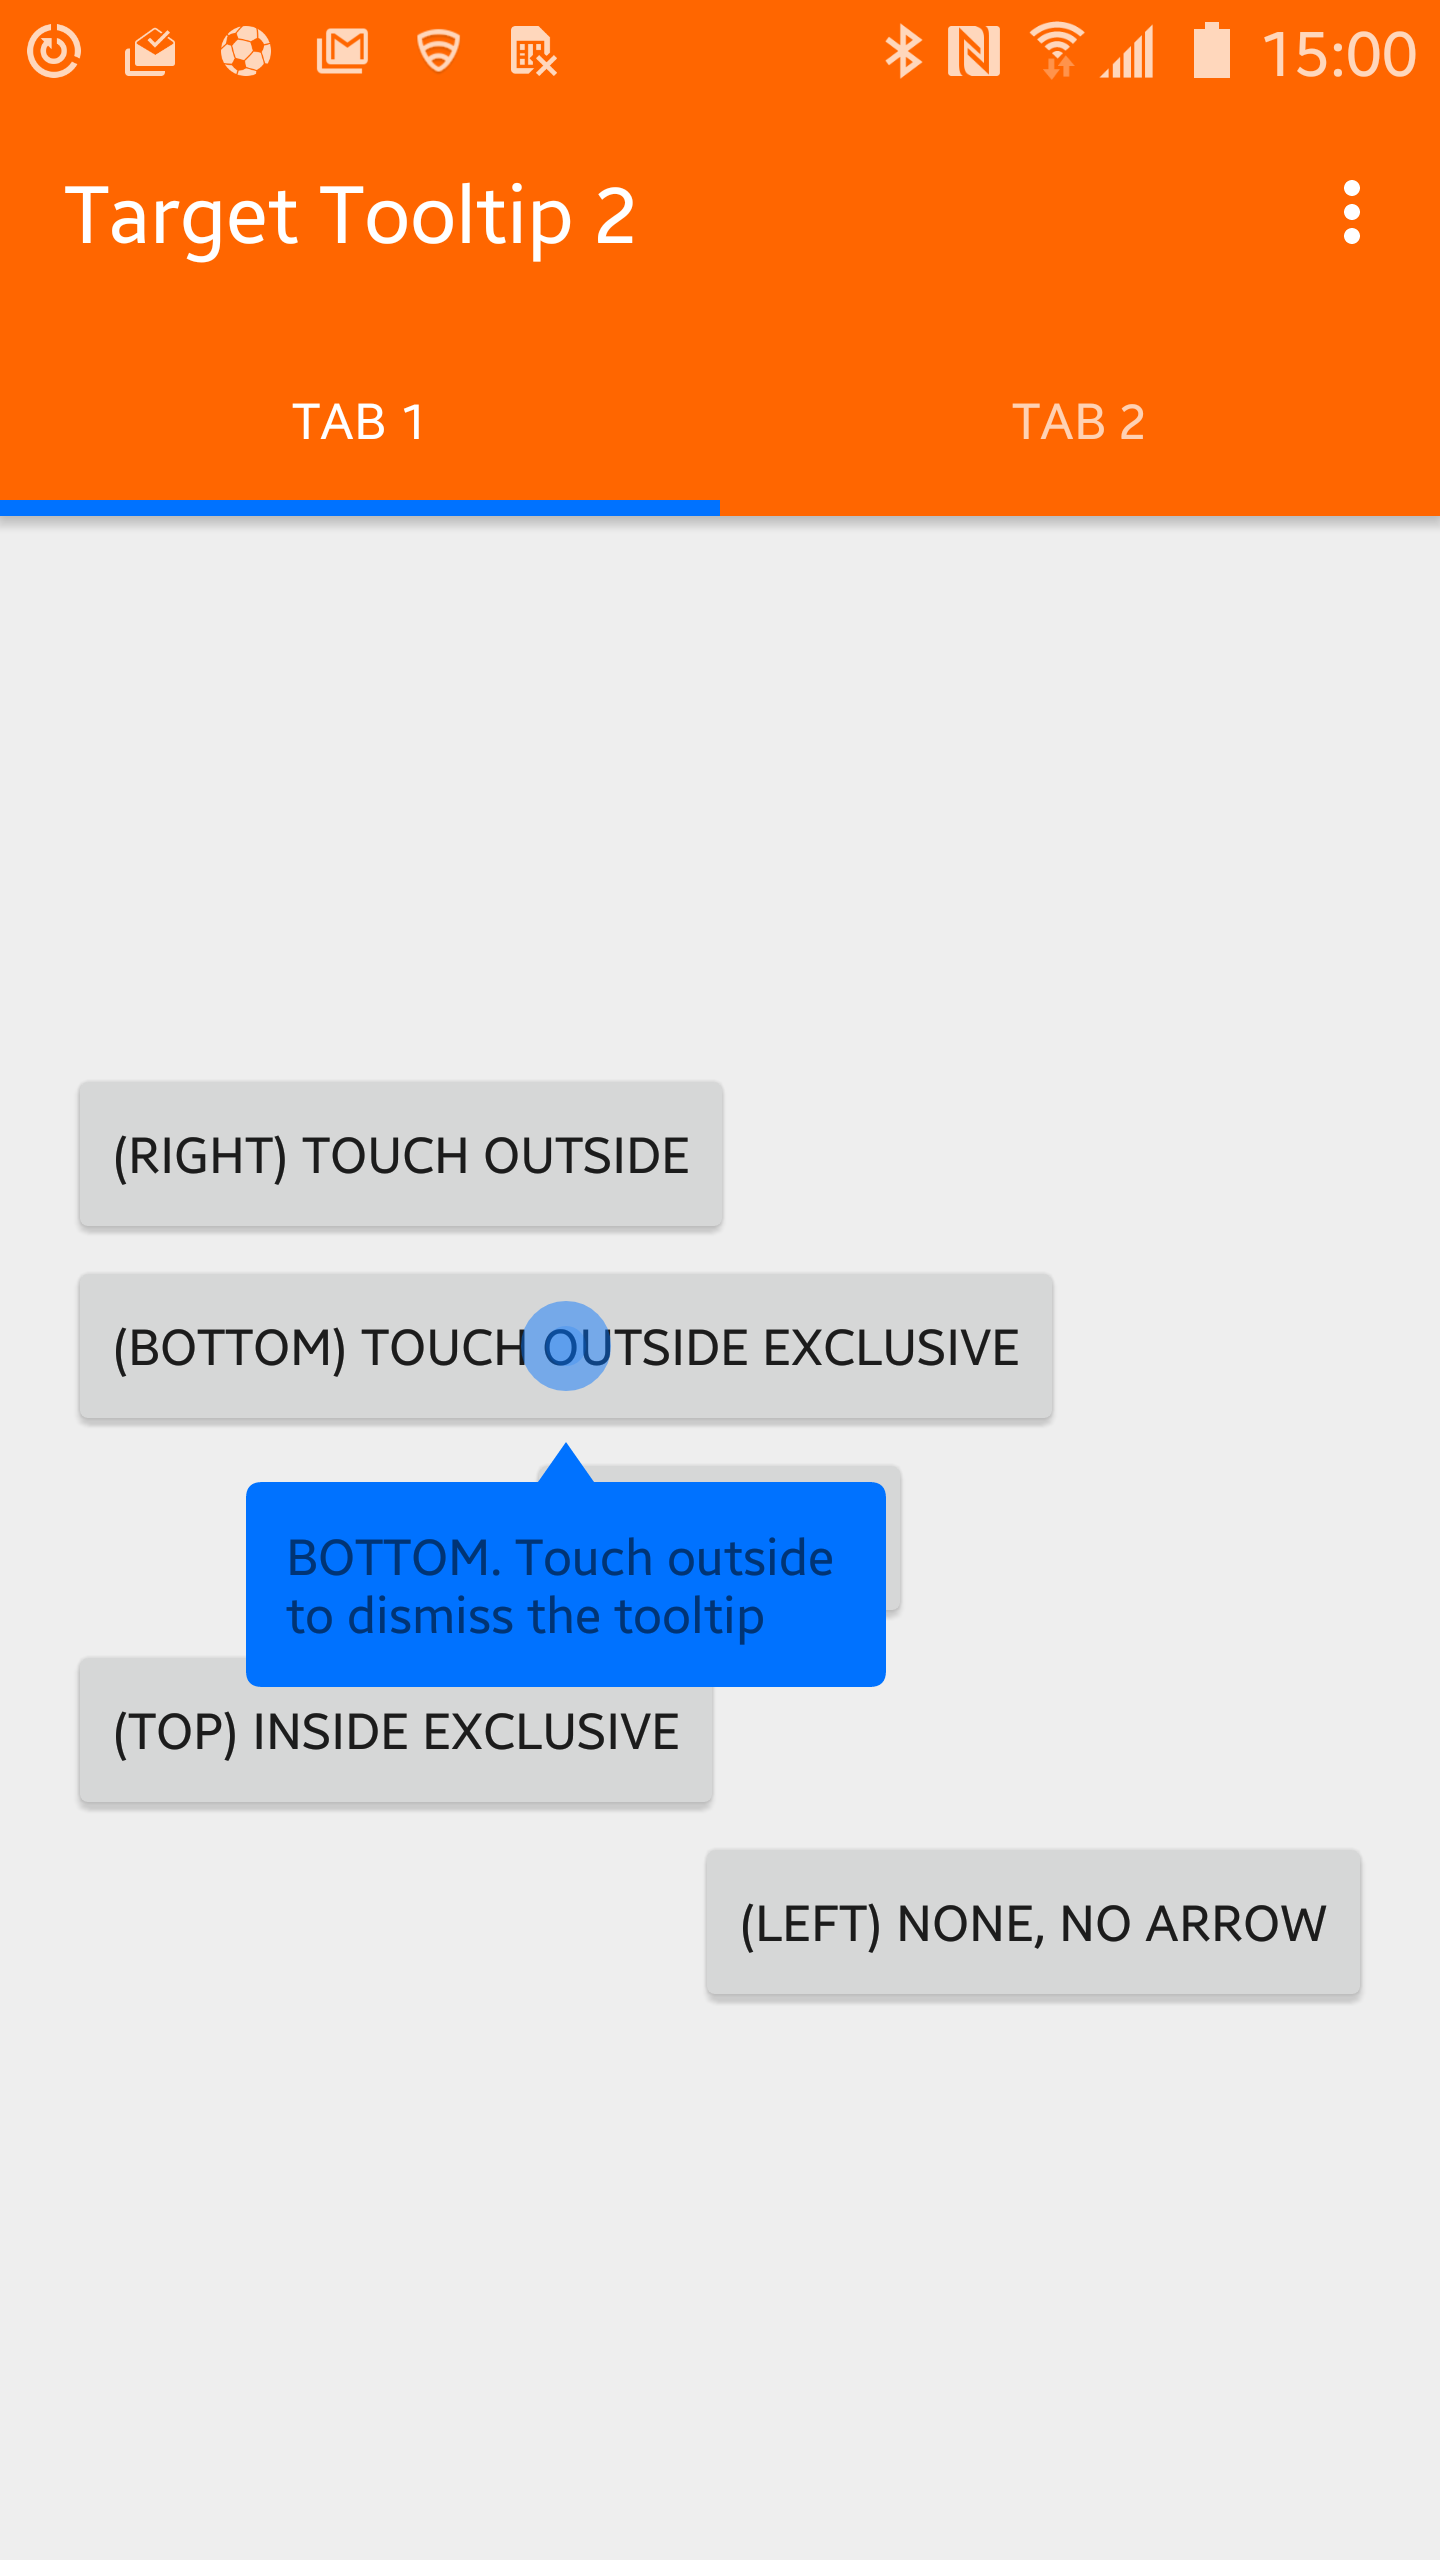 15:00
Target Tooltip 2
TAB 1
TAB 2
(RIGHT) TOUCH OUTSIDE
(BOTTOM) TOUCH OUTSIDE EXCLUSIVE
BOTTOM. Touch outside
to dismiss the tooltip
(TOP) INSIDE EXCLUSIVE
(LEFT) NONE, NO ARROW